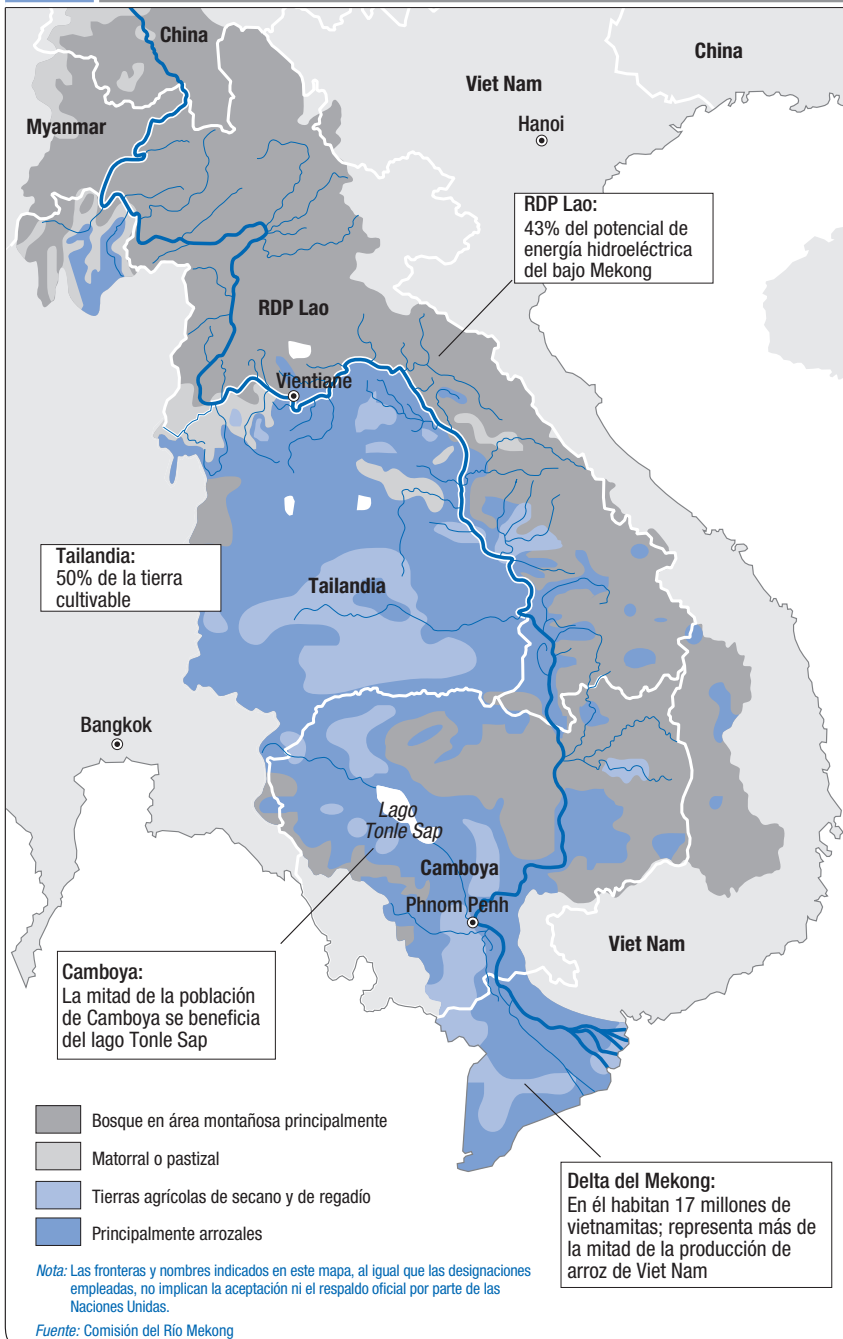 China
China
Viet Nam
Myanmar
Hanoi
RDP Lao:
43% del potencial de
energía hidroeléctrica
del bajo Mekong
RDP Lao
Vientiane
Tailandia:
50% de la tierra
cultivable
Tailandia
Bangkok
Lago
Tonle Sap
Camboya
Phnom Penh
Viet Nam
Camboya:
La mitad de la población
de Camboya se beneficia
del lago Tonle Sap
Bosque en área montañosa principalmente
Matorral o pastizal
Tierras agrícolas de secano y de regadío
Principalmente arrozales
Delta del Mekong:
En él habitan 17 millones de
vietnamitas; representa más de
la mitad de la producción de
arroz de Viet Nam
Nota: Las fronteras y nombres indicados en este mapa, al igual que las designaciones
empleadas, no implican la aceptación ni el respaldo oficial por parte de las
Naciones Unidas.
Fuente: Comisión del Río Mekong